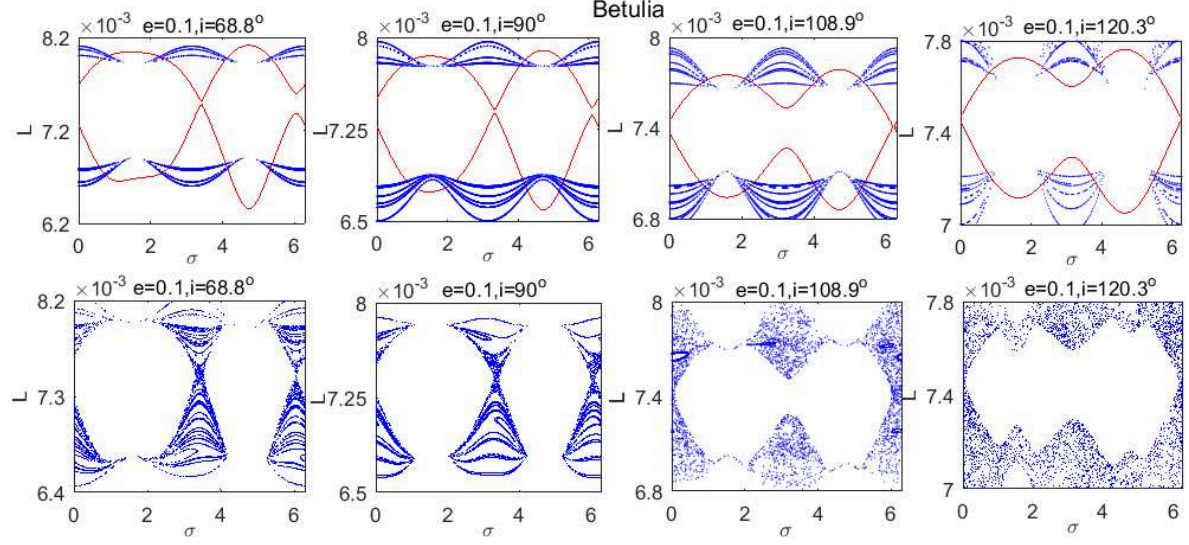 Betulia
×10⁻³ e=0.1,i=68.8° ×10⁻³ e=0.1,i=90° ×10⁻³ e=0.1,i=108.9° ×10⁻³ e=0.1,i=120.3°
8.2 8 8 7.8
L 7.2 L 7.25 L 7.4 L 7.4
6.2 6.5 6.8 7
0 2 4 6 0 2 4 6 0 2 4 6 0 2 4 6
σ σ σ σ
×10⁻³ e=0.1,i=68.8° ×10⁻³ e=0.1,i=90° ×10⁻³ e=0.1,i=108.9° ×10⁻³ e=0.1,i=120.3°
8.2 8 8 7.8
L 7.3 L 7.25 L 7.4 L 7.4
6.4 6.5 6.8 7
0 2 4 6 0 2 4 6 0 2 4 6 0 2 4 6
σ σ σ σ